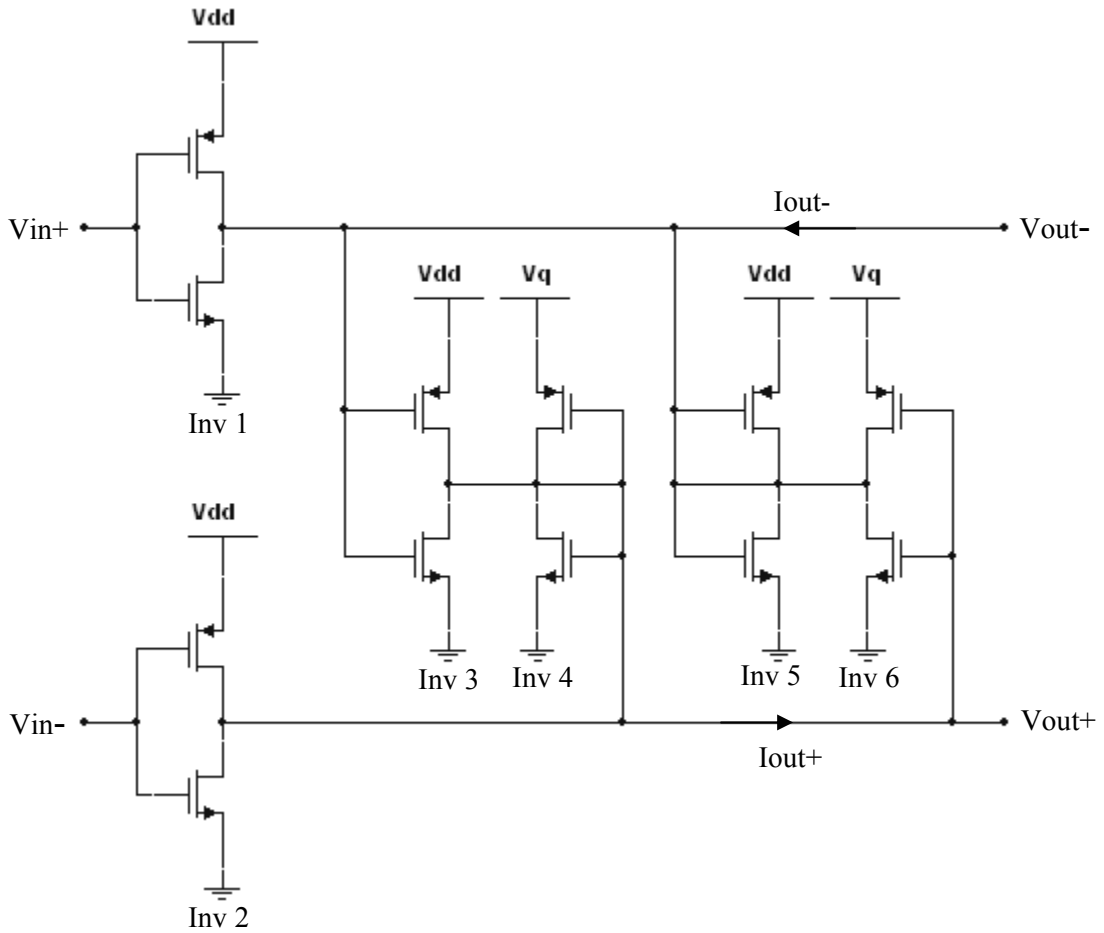 Vdd
Iout-
Vin+
Vout-
Vdd
Vq
Vdd
Vq
Inv 1
Vdd
Inv 3
Inv 4
Inv 5
Inv 6
Vin-
Vout+
Iout+
Inv 2